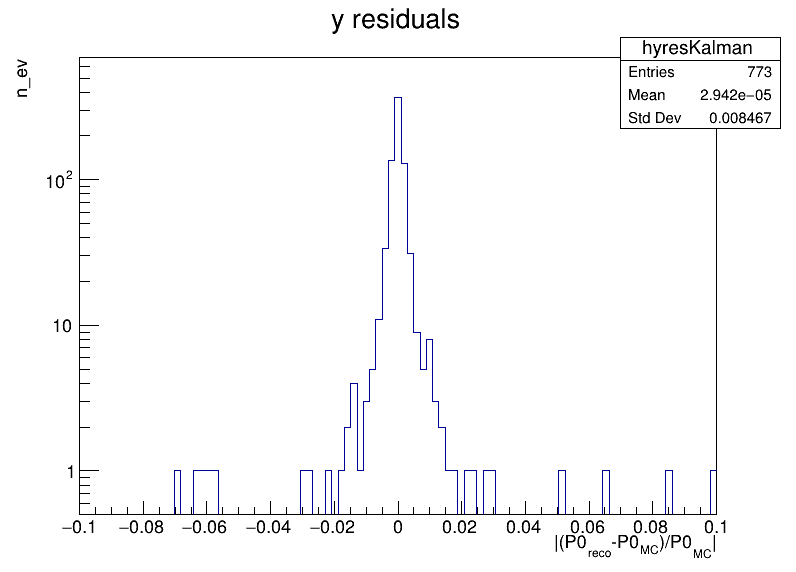 y residuals
hyresKalman
Entries 773
Mean 2.942e−05
Std Dev 0.008467
n_ev
10²
10
1
−0.1 −0.08 −0.06 −0.04 −0.02 0 0.02 0.04 0.06 0.08 0.1
|(P0reco-P0MC)/P0MC|